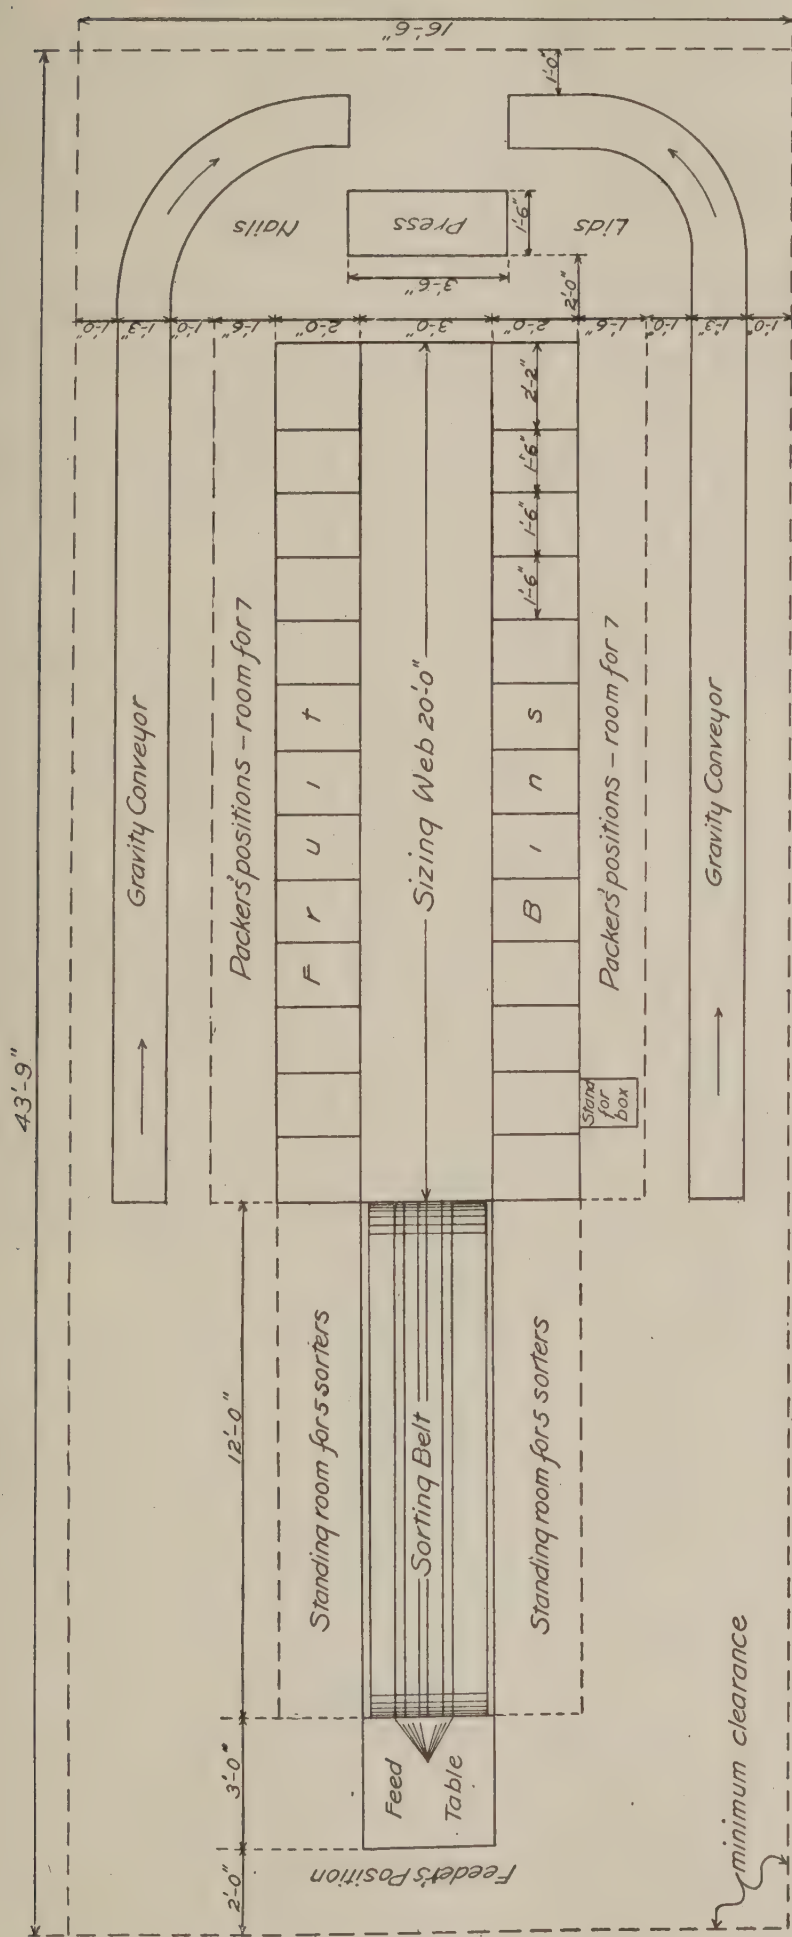 43'-9"
16'-6"
1'-0"
Nails
Press
Lids
1'-6"
3'-6"
2'-0"
1'-0"
1'-3"
1'-0"
1'-6"
2'-0"
3'-0"
2'-0"
1'-6"
1'-0"
1'-3"
1'-0"
Gravity Conveyor
Packers' positions – room for 7
Fruit
Sizing Web 20'-0"
2'-2"
1'-6"
1'-6"
1'-6"
Bins
Packers' positions – room for 7
Gravity Conveyor
Stand
for
box
12'-0"
Standing room for 5 sorters
Sorting Belt
Standing room for 5 sorters
3'-0"
Feed
Table
2'-0"
Feeder's Position
minimum clearance